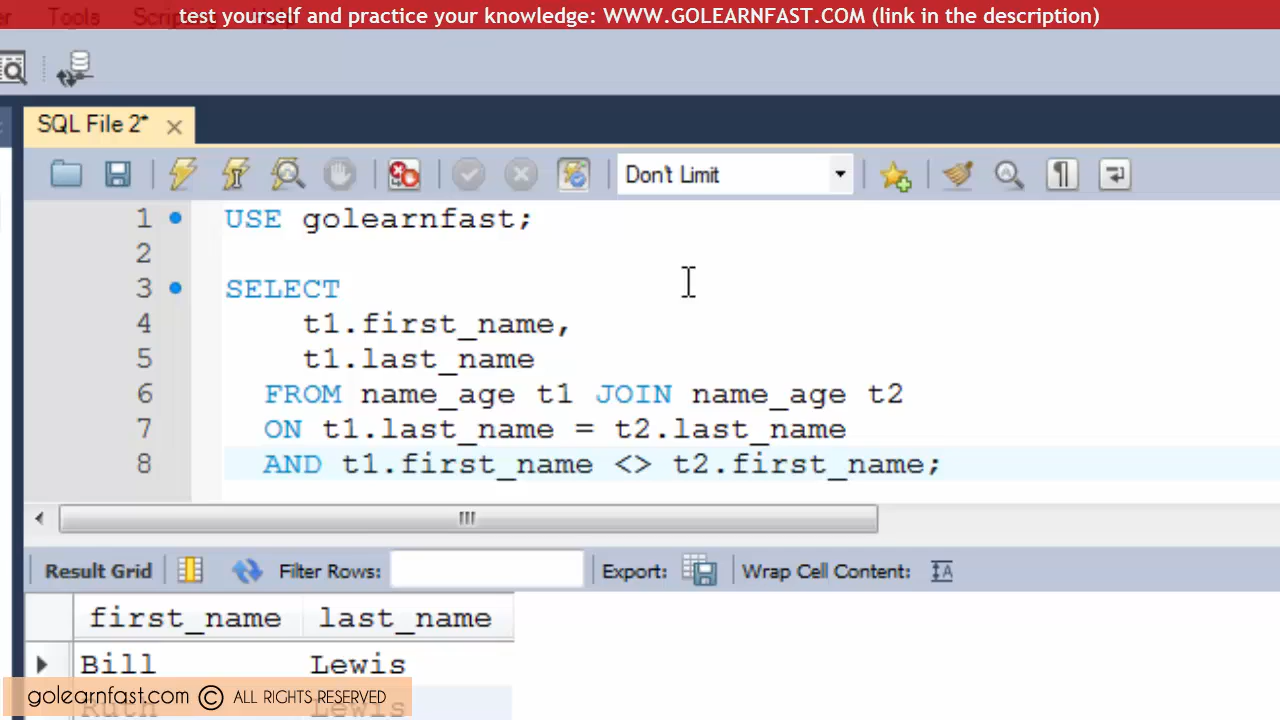 Tools
test yourself and practice your knowledge: WWW.GOLEARNFAST.COM (link in the description)
SQL File 2*
Don't Limit
1 USE golearnfast;
2
3 SELECT
4 t1.first_name,
5 t1.last_name
6 FROM name_age t1 JOIN name_age t2
7 ON t1.last_name = t2.last_name
8 AND t1.first_name <> t2.first_name;
Result Grid Filter Rows: Export: Wrap Cell Content:
first_name last_name
Bill Lewis
golearnfast.com © ALL RIGHTS RESERVED
Ruth Lewis